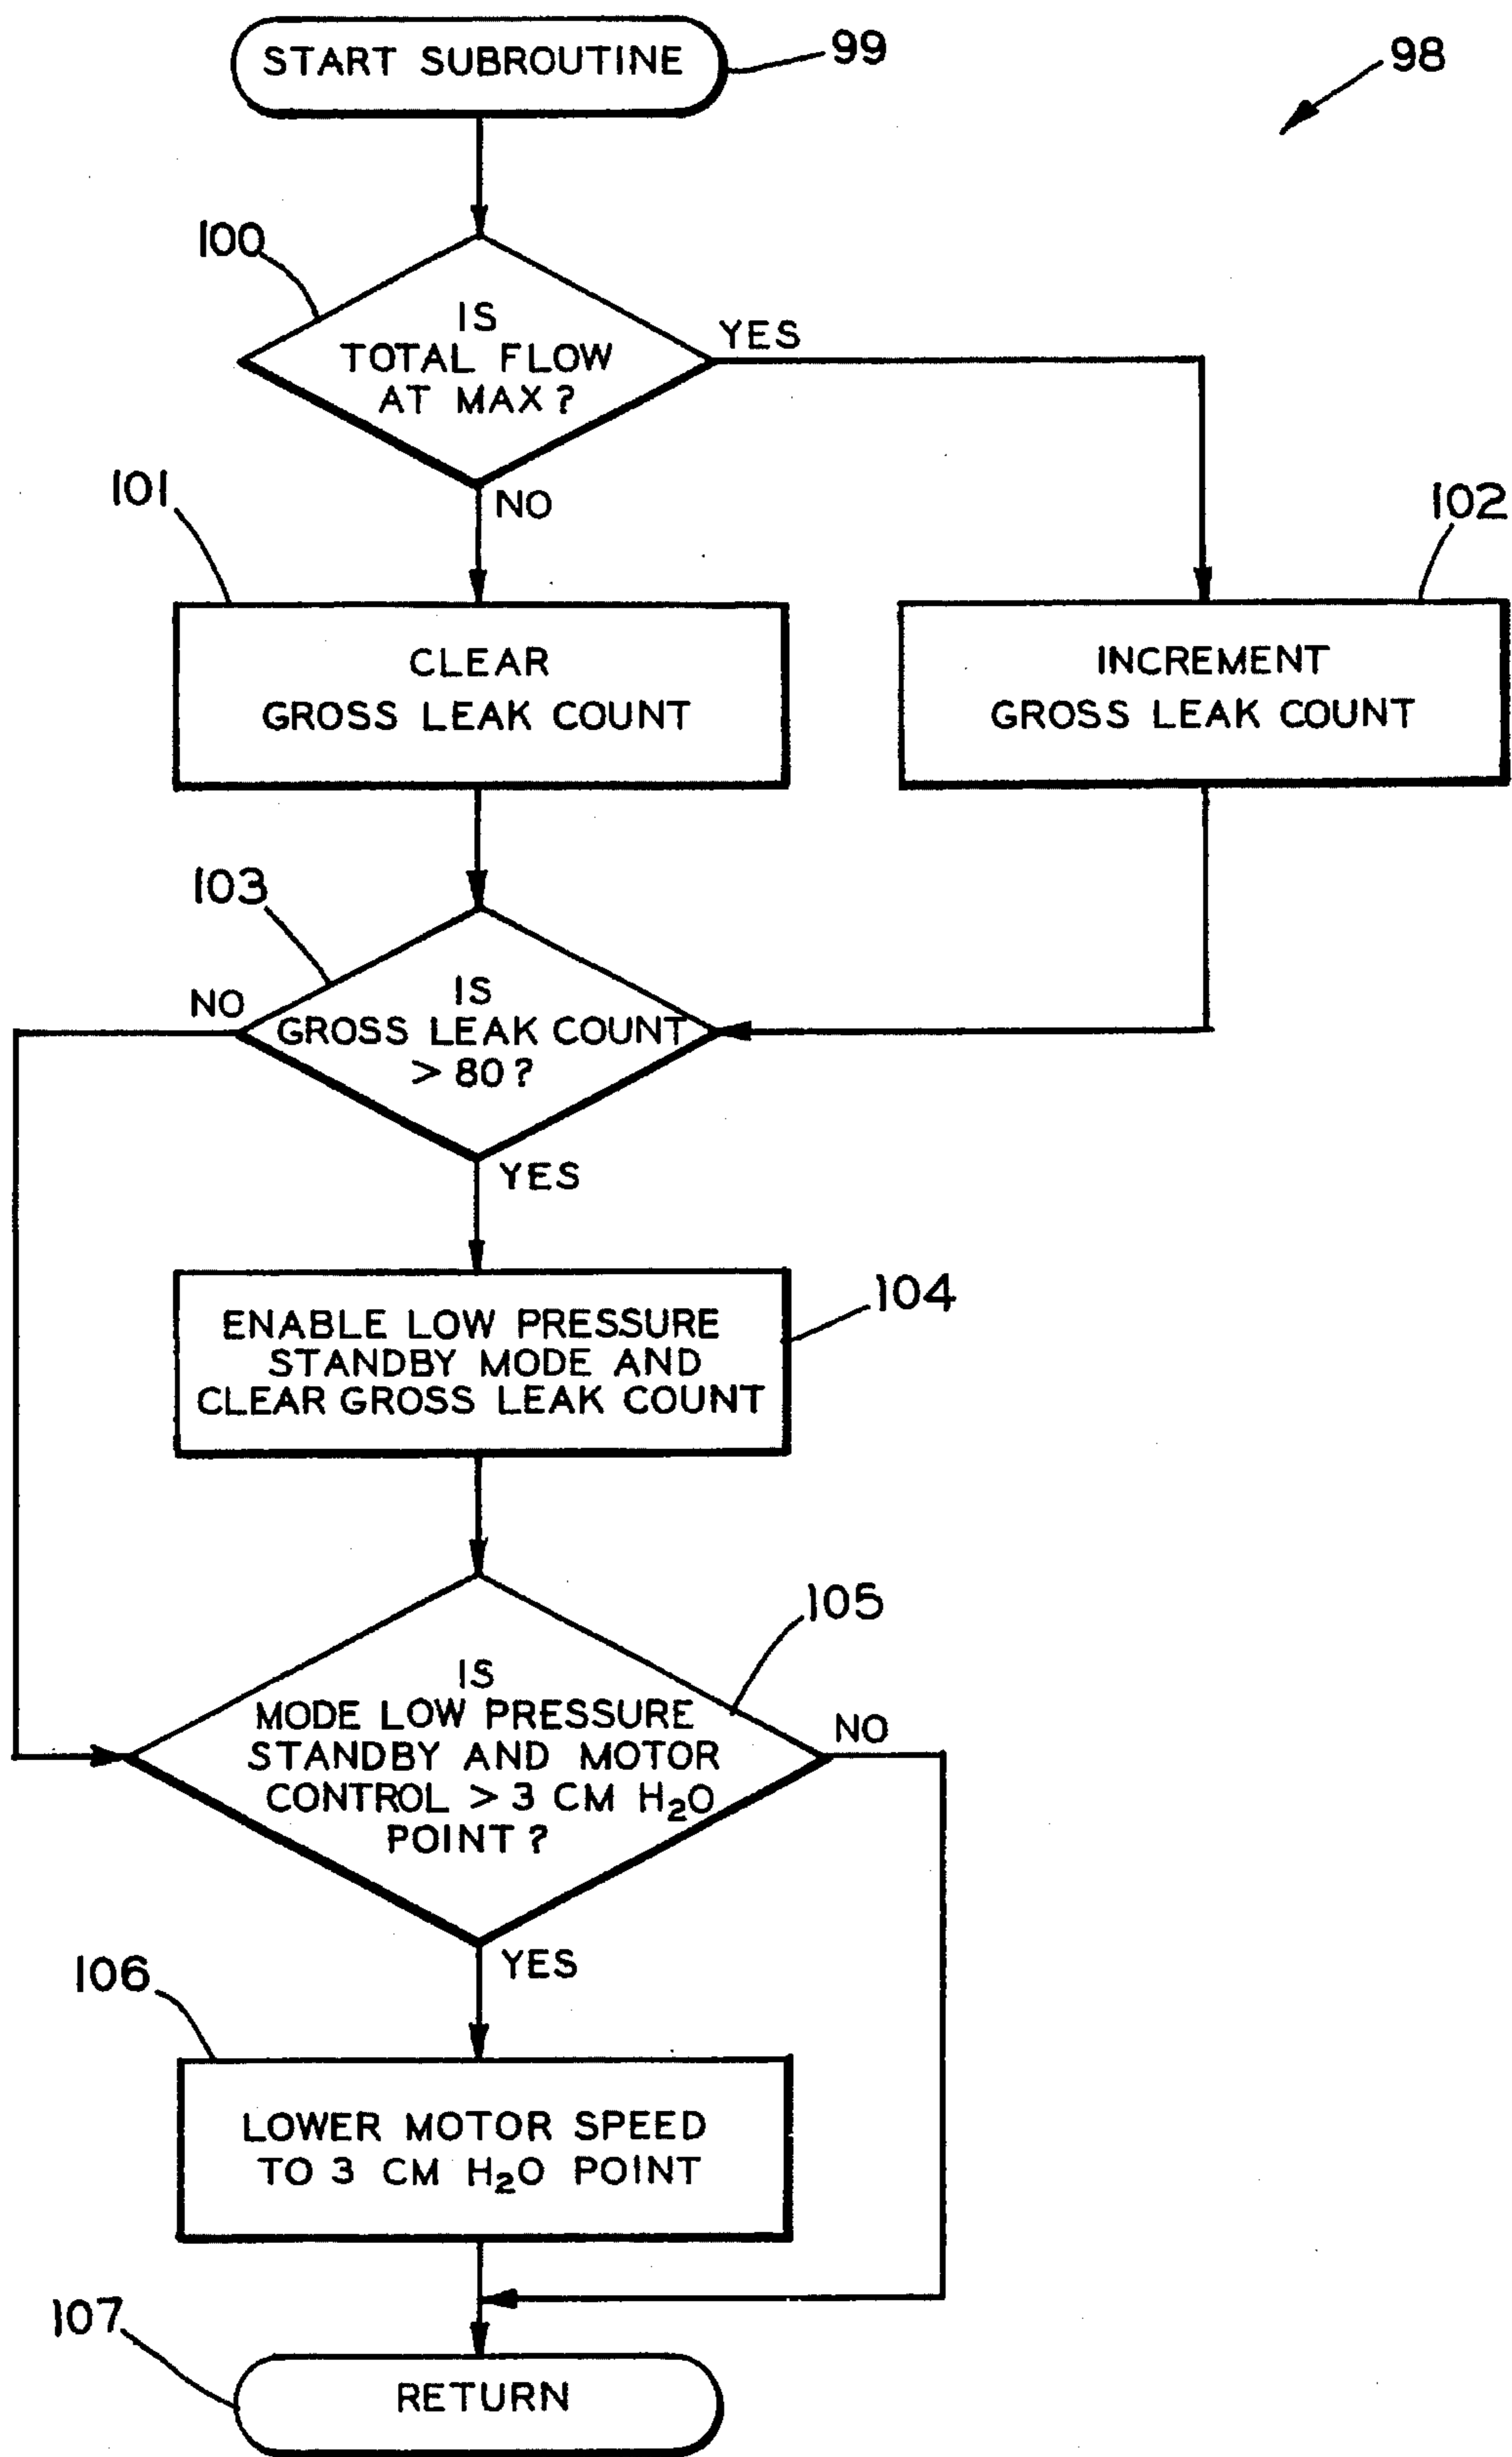 START SUBROUTINE
99
98
100
IS
TOTAL FLOW
AT MAX?
YES
NO
101
102
CLEAR
GROSS LEAK COUNT
INCREMENT
GROSS LEAK COUNT
103
NO
IS
GROSS LEAK COUNT
> 80?
YES
104
ENABLE LOW PRESSURE
STANDBY MODE AND
CLEAR GROSS LEAK COUNT
105
IS
MODE LOW PRESSURE
STANDBY AND MOTOR
CONTROL > 3 CM H₂O
POINT?
NO
YES
106
LOWER MOTOR SPEED
TO 3 CM H₂O POINT
107
RETURN